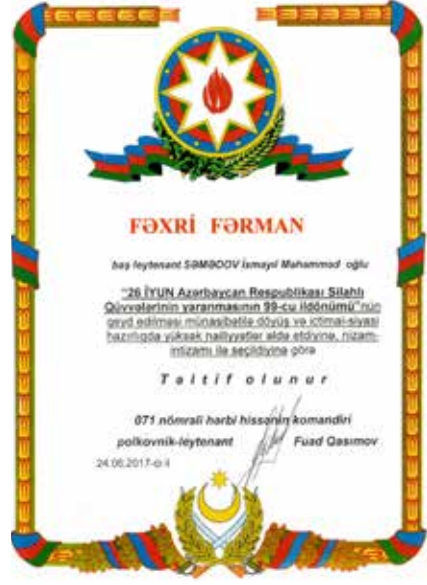 FƏXRİ FƏRMAN
baş leytenant SƏMƏDOV İsmayıl Məhəmməd oğlu
"26 İYUN Azərbaycan Respublikası Silahlı
Qüvvələrinin yaranmasının 99-cu ildönümü"nün
qeyd edilməsi münasibətilə döyüş və ictimai-siyasi
hazırlıqda yüksək nailiyyətlər əldə etdiyinə, nizam-
intizamı ilə seçildiyinə görə
Təltif olunur
071 nömrəli hərbi hissənin komandiri
polkovnik-leytenant Fuad Qasımov
24.06.2017-ci il